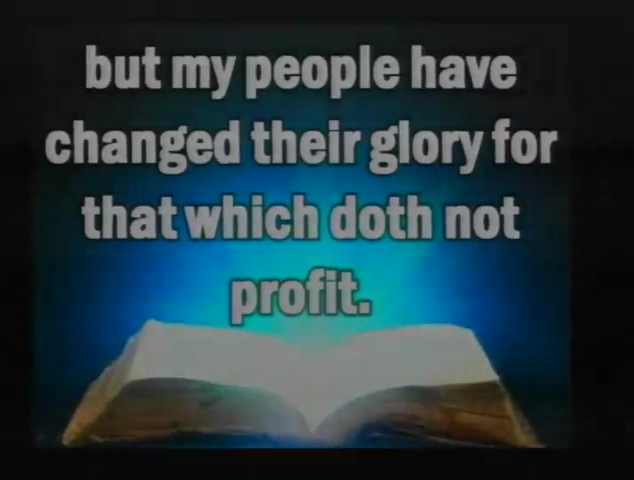 but my people have
changed their glory for
that which doth not
profit.